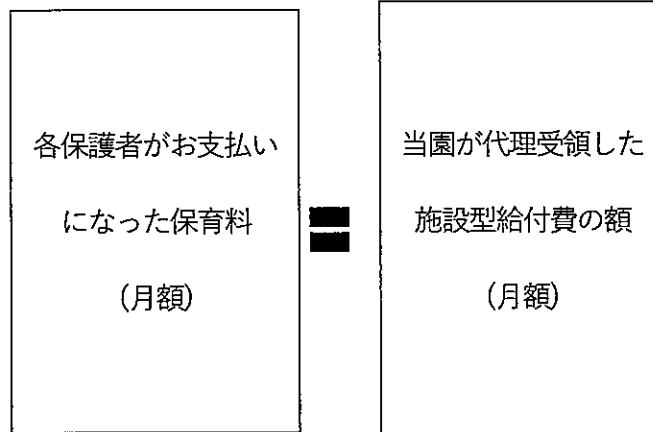 各保護者がお支払い
になった保育料
(月額)
=
当園が代理受領した
施設型給付費の額
(月額)